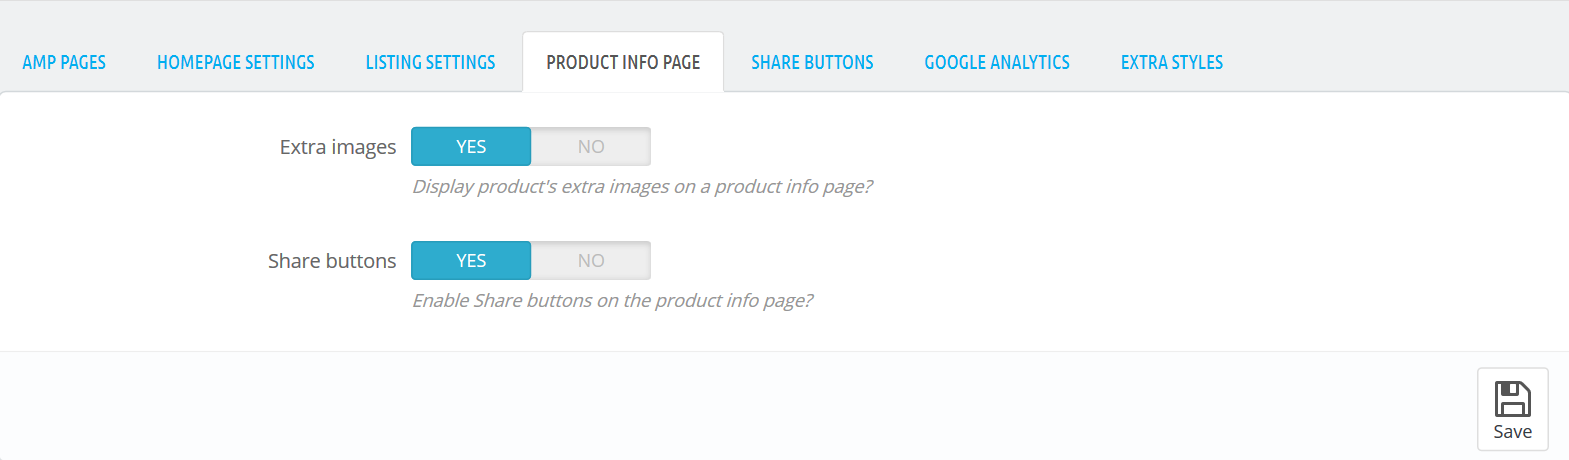 AMP PAGES HOMEPAGE SETTINGS LISTING SETTINGS PRODUCT INFO PAGE SHARE BUTTONS GOOGLE ANALYTICS EXTRA STYLES
Extra images YES NO
Display product's extra images on a product info page?
Share buttons YES NO
Enable Share buttons on the product info page?
Save